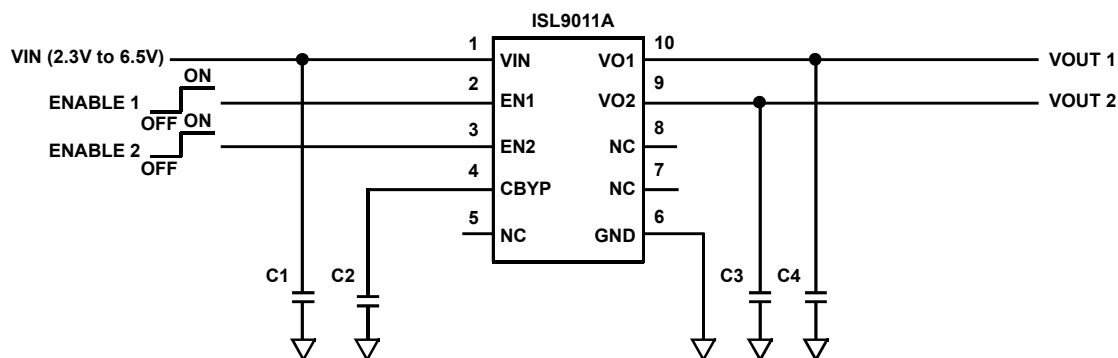 ISL9011A
VIN (2.3V to 6.5V)
1
VIN
VO1
10
VOUT 1
ENABLE 1
OFF
ON
2
EN1
VO2
9
VOUT 2
ENABLE 2
OFF
ON
3
EN2
NC
8
4
CBYP
NC
7
5
NC
GND
6
C1
C2
C3
C4